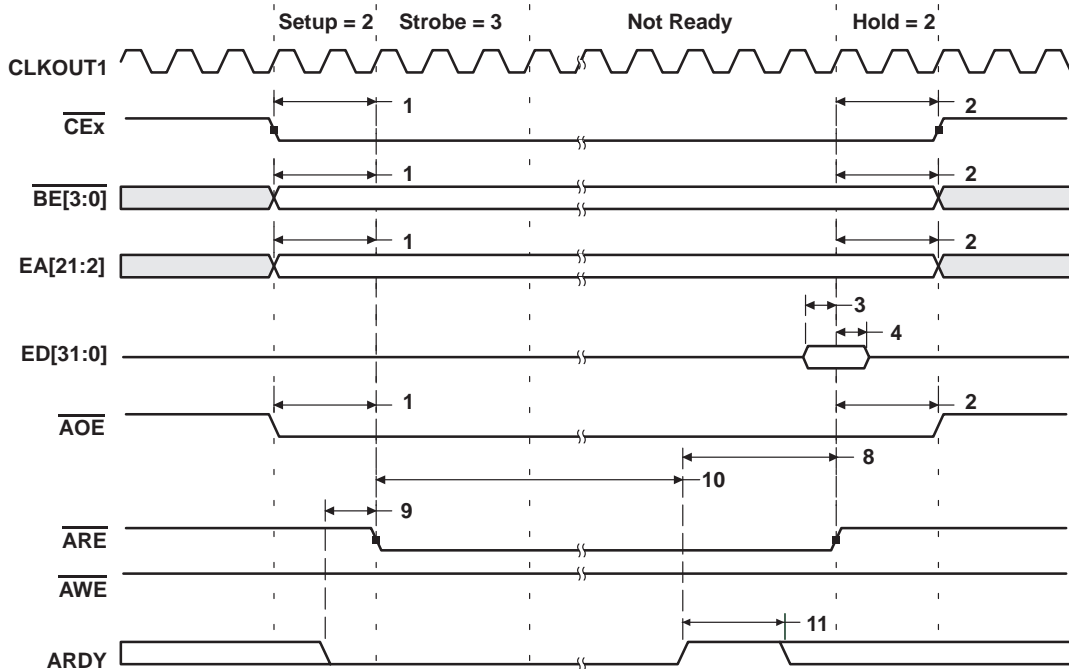 Setup = 2 Strobe = 3 Not Ready Hold = 2
CLKOUT1
1 2
CEx
1 2
BE[3:0]
1 2
EA[21:2]
3
4
ED[31:0]
1 2
AOE
8
10
9
ARE
AWE
11
ARDY